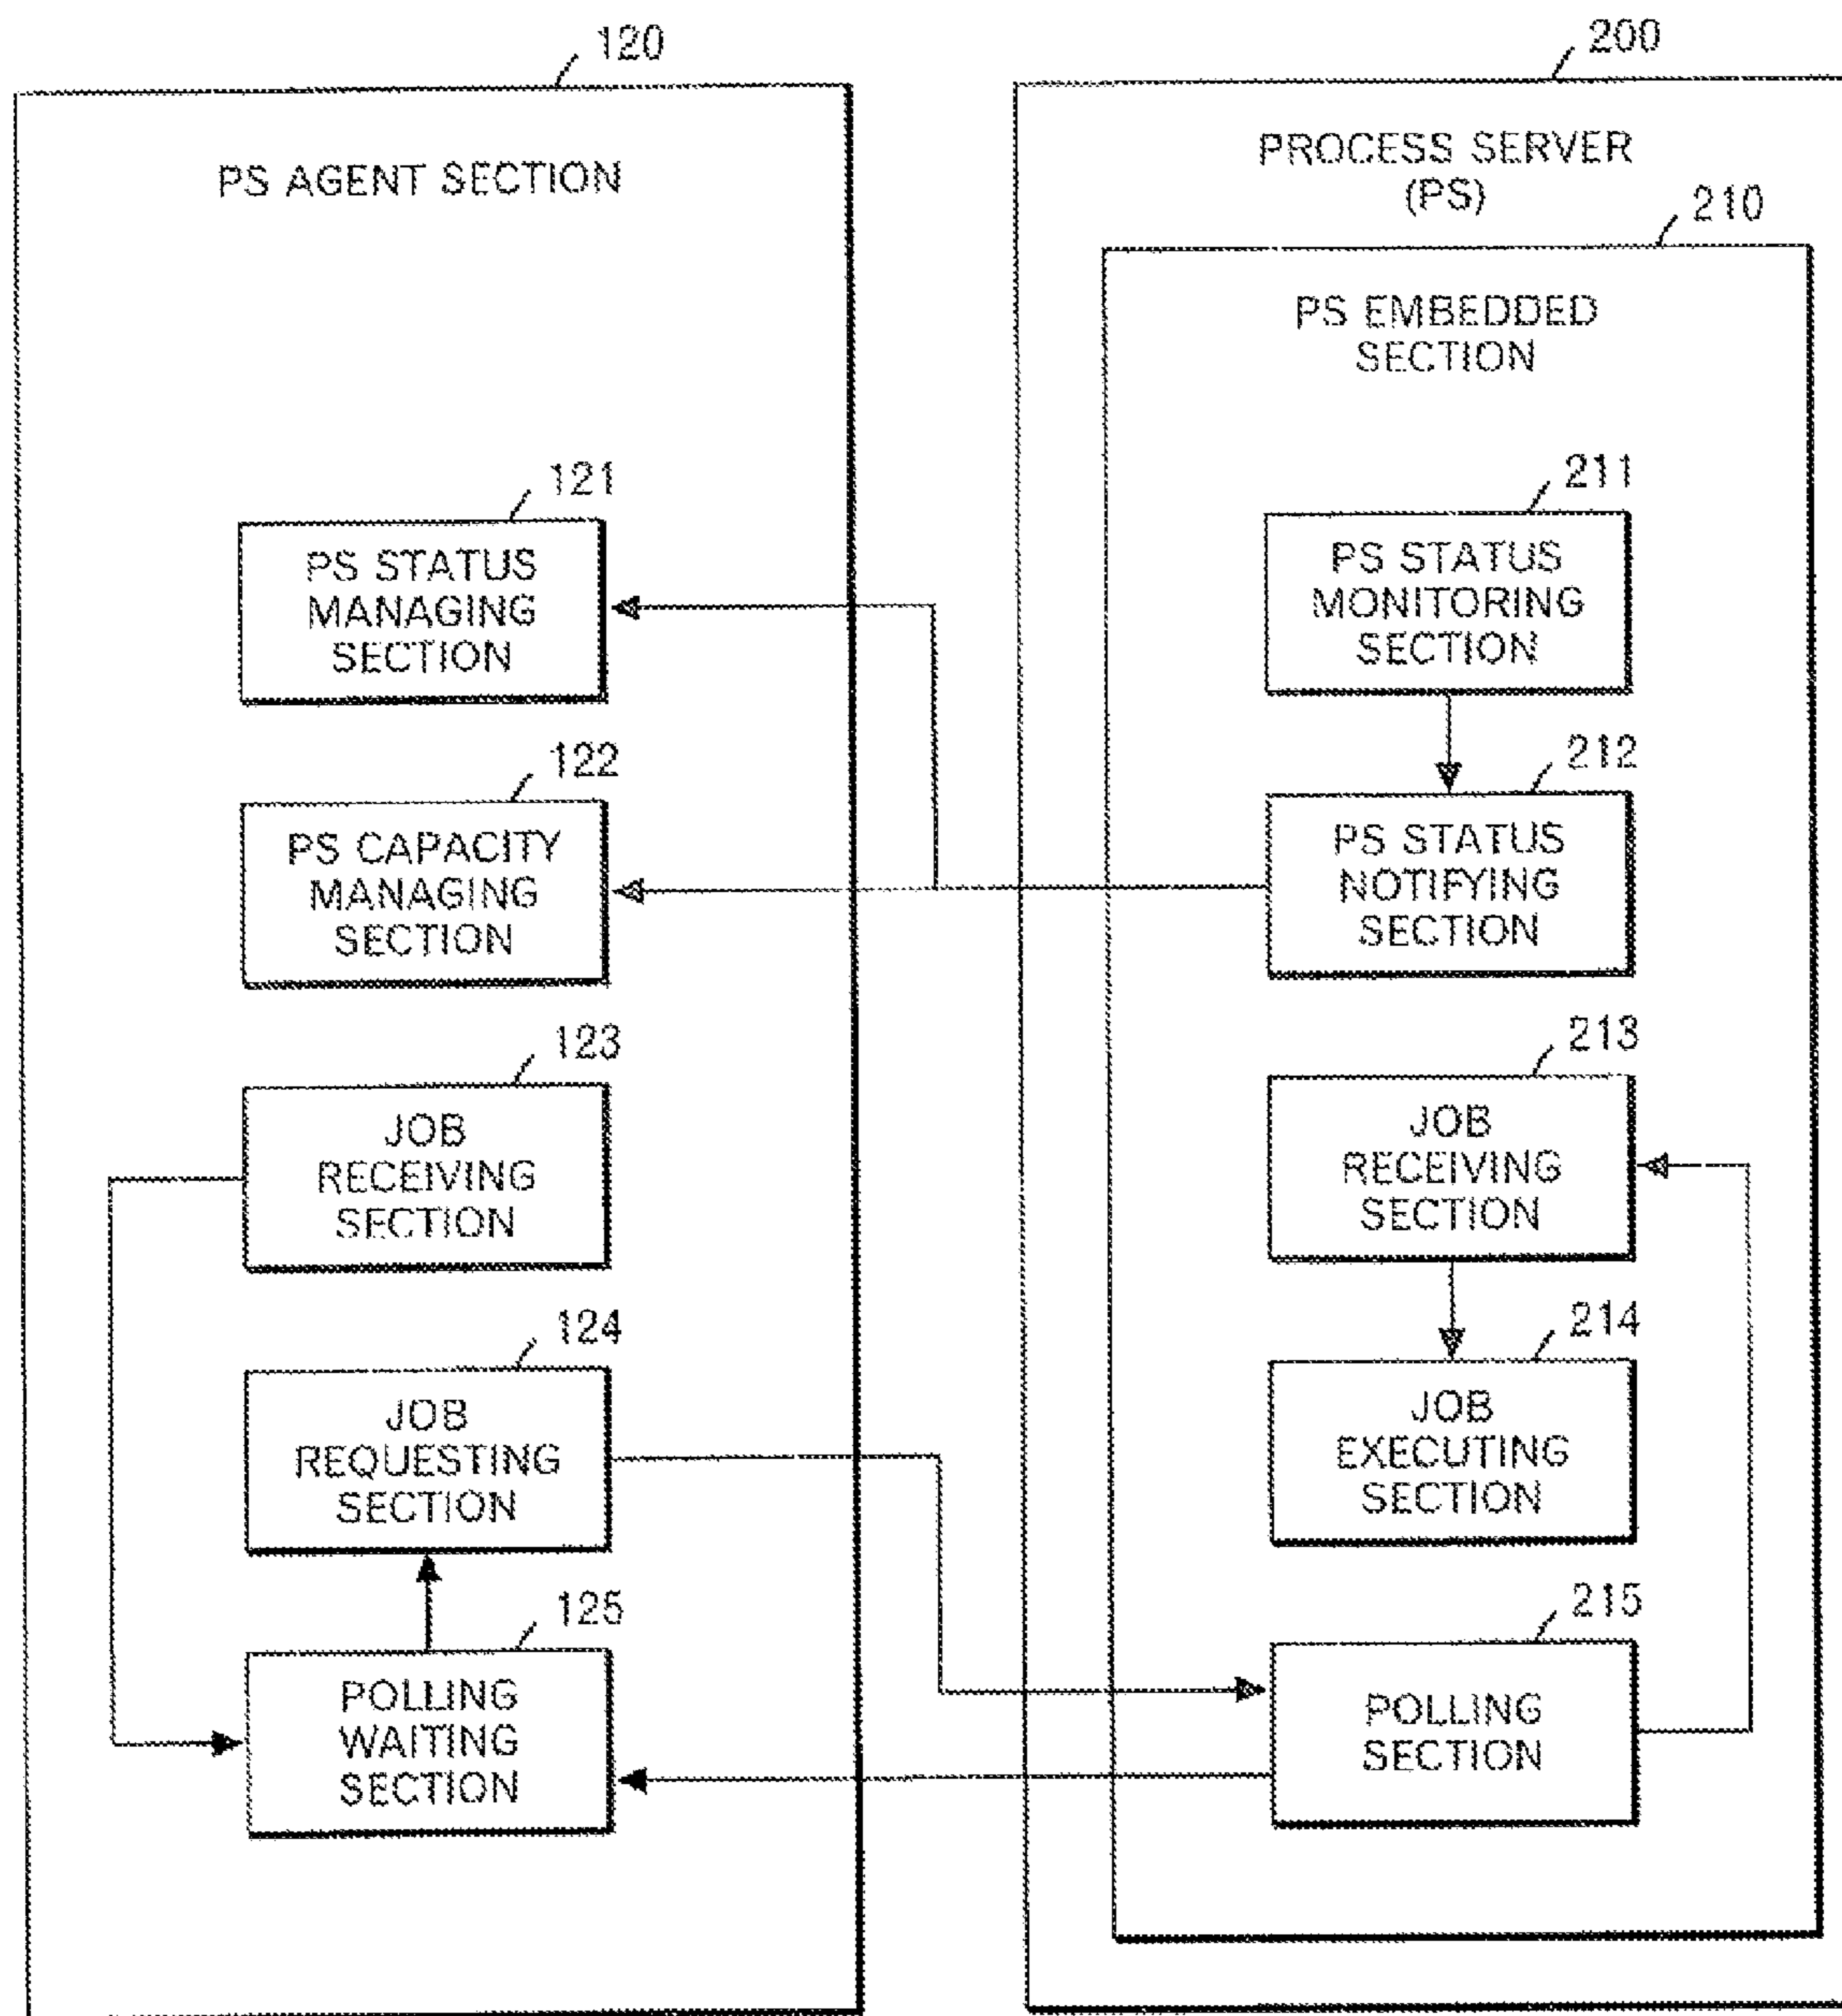 120
PS AGENT SECTION
121
PS STATUS
MANAGING
SECTION
122
PS CAPACITY
MANAGING
SECTION
123
JOB
RECEIVING
SECTION
124
JOB
REQUESTING
SECTION
125
POLLING
WAITING
SECTION
200
PROCESS SERVER
(PS)
210
PS EMBEDDED
SECTION
211
PS STATUS
MONITORING
SECTION
212
PS STATUS
NOTIFYING
SECTION
213
JOB
RECEIVING
SECTION
214
JOB
EXECUTING
SECTION
215
POLLING
SECTION